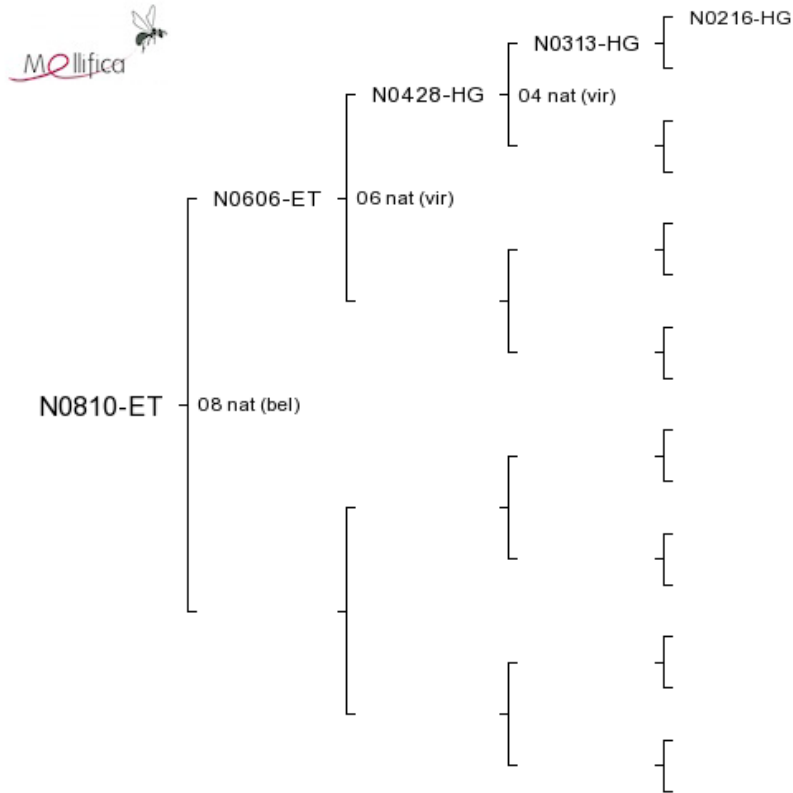 Mellifica
N0216-HG
N0313-HG
N0428-HG
04 nat (vir)
N0606-ET
06 nat (vir)
N0810-ET
08 nat (bel)